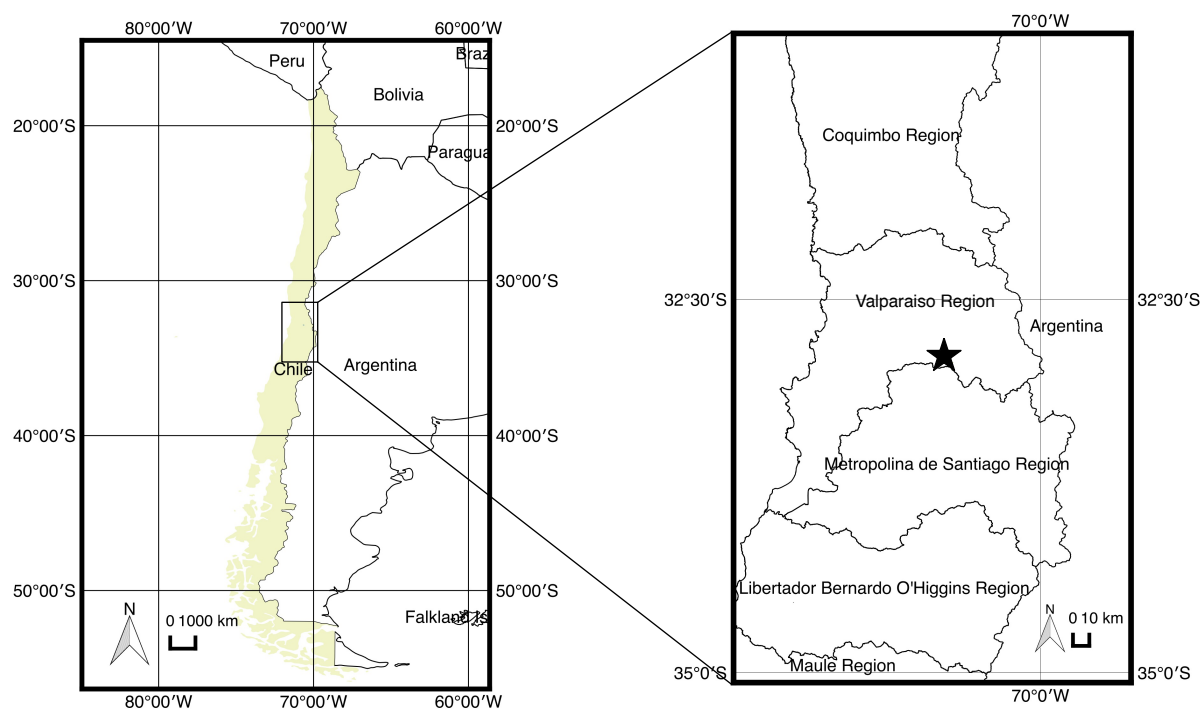 80°00′W 70°00′W 60°00′W
Peru
Braz
Bolivia
20°00′S 20°00′S
Paragua
30°00′S 30°00′S
Chile
Argentina
40°00′S 40°00′S
50°00′S 50°00′S
N
0 1000 km
Falkland Is
80°00′W 70°00′W 60°00′W
70°0′W
Coquimbo Region
32°30′S 32°30′S
Valparaiso Region
Argentina
Metropolina de Santiago Region
Libertador Bernardo O'Higgins Region
N
0 10 km
Maule Region
35°0′S 35°0′S
70°0′W